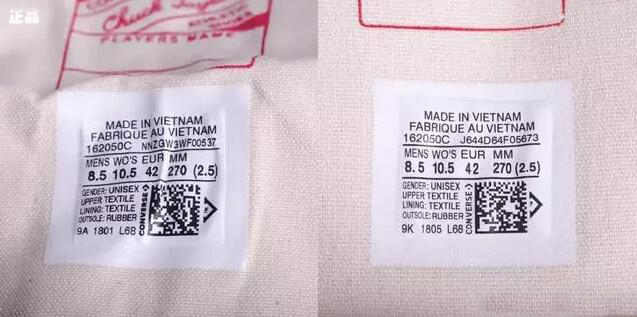 正品
Chuck
PLAYERS NAME
MADE IN VIETNAM
FABRIQUE AU VIETNAM
162050C NNZGW3WF00537
MENS WO'S EUR MM
8.5 10.5 42 270 (2.5)
GENDER: UNISEX
UPPER TEXTILE
LINING: TEXTILE
OUTSOLE: RUBBER
CONVERSE
9A 1801 L68
MADE IN VIETNAM
FABRIQUE AU VIETNAM
162050C J644D64F05673
MENS WO'S EUR MM
8.5 10.5 42 270 (2.5)
GENDER: UNISEX
UPPER TEXTILE
LINING: TEXTILE
OUTSOLE: RUBBER
CONVERSE
9K 1805 L68